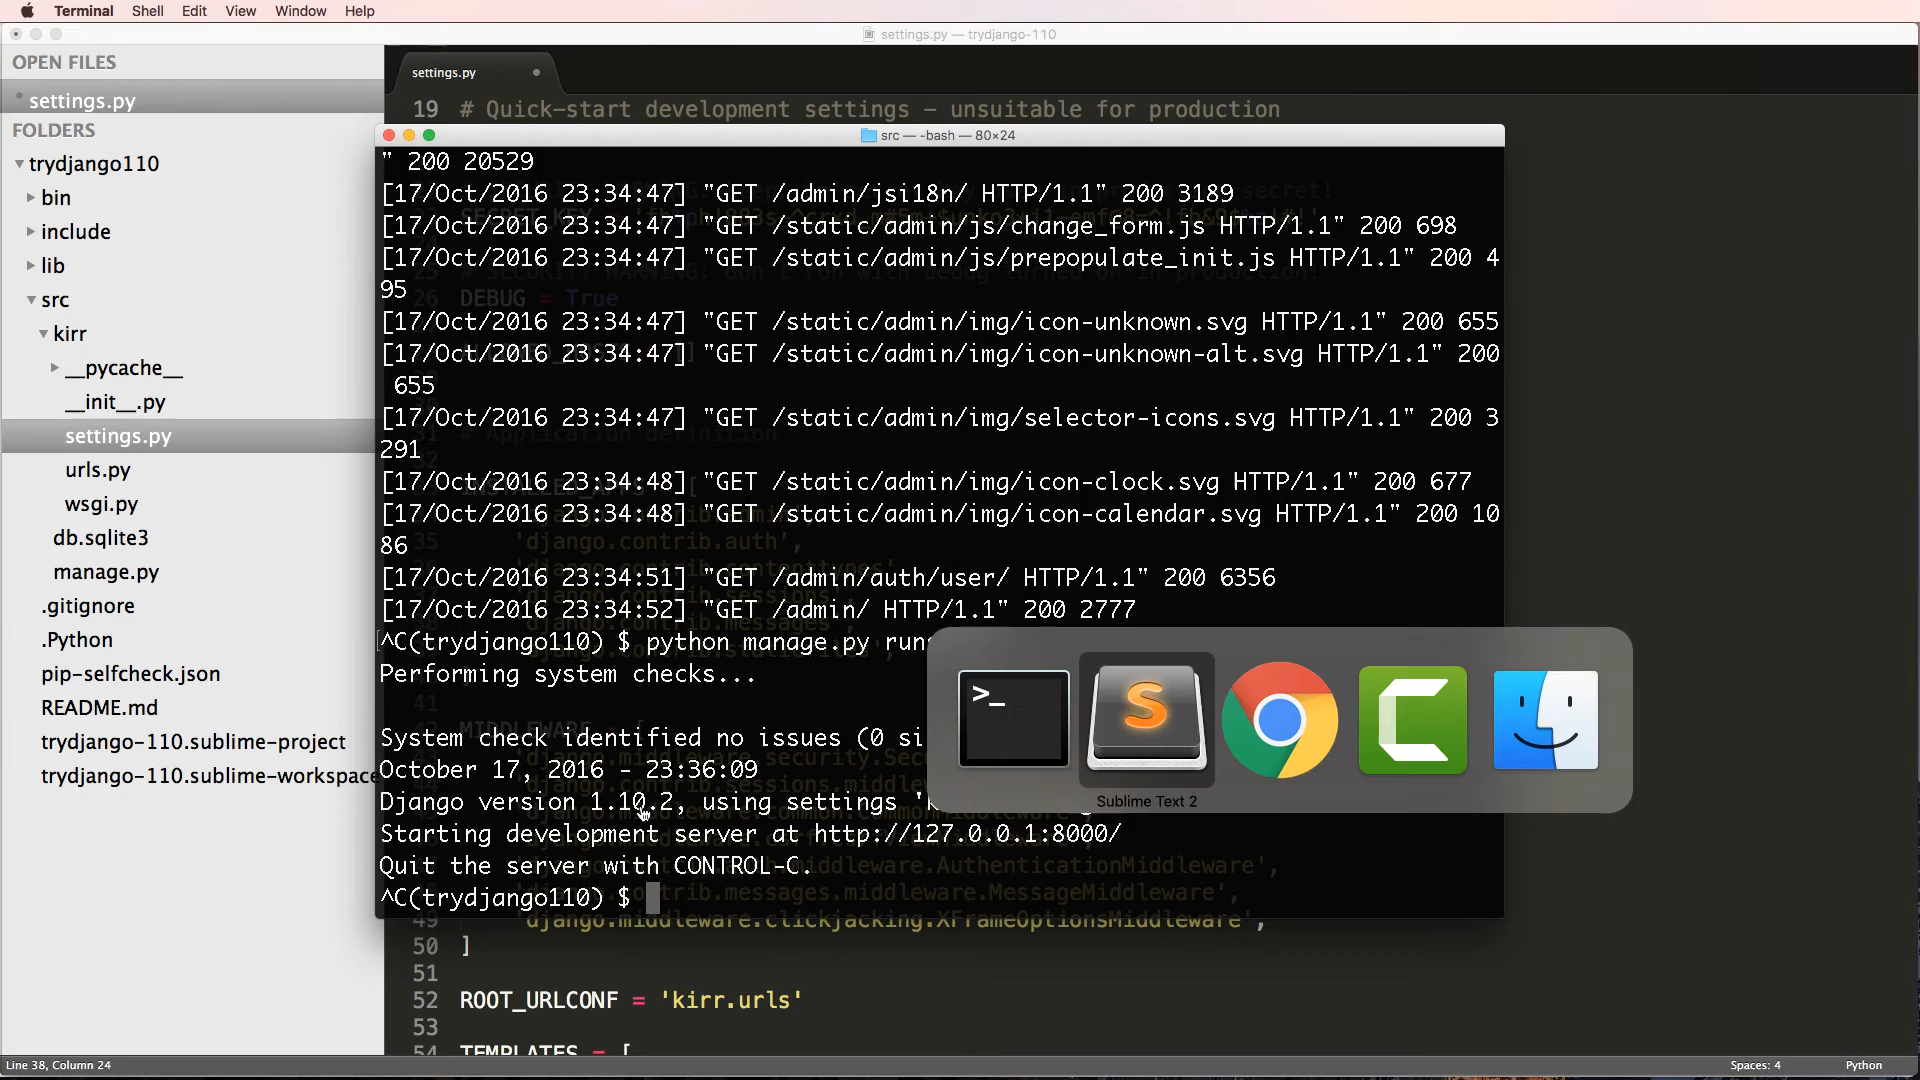 Terminal Shell Edit View Window Help
settings.py — trydjango-110
OPEN FILES
settings.py
settings.py
FOLDERS
trydjango110
bin
include
lib
src
kirr
__pycache__
__init__.py
settings.py
urls.py
wsgi.py
db.sqlite3
manage.py
.gitignore
.Python
pip-selfcheck.json
README.md
trydjango-110.sublime-project
trydjango-110.sublime-workspace
19 # Quick-start development settings - unsuitable for production
src — -bash — 80×24
" 200 20529
[17/Oct/2016 23:34:47] "GET /admin/jsi18n/ HTTP/1.1" 200 3189
[17/Oct/2016 23:34:47] "GET /static/admin/js/change_form.js HTTP/1.1" 200 698
[17/Oct/2016 23:34:47] "GET /static/admin/js/prepopulate_init.js HTTP/1.1" 200 4
95
[17/Oct/2016 23:34:47] "GET /static/admin/img/icon-unknown.svg HTTP/1.1" 200 655
[17/Oct/2016 23:34:47] "GET /static/admin/img/icon-unknown-alt.svg HTTP/1.1" 200
655
[17/Oct/2016 23:34:47] "GET /static/admin/img/selector-icons.svg HTTP/1.1" 200 3
291
[17/Oct/2016 23:34:48] "GET /static/admin/img/icon-clock.svg HTTP/1.1" 200 677
[17/Oct/2016 23:34:48] "GET /static/admin/img/icon-calendar.svg HTTP/1.1" 200 10
86
[17/Oct/2016 23:34:51] "GET /admin/auth/user/ HTTP/1.1" 200 6356
[17/Oct/2016 23:34:52] "GET /admin/ HTTP/1.1" 200 2777
^C(trydjango110) $ python manage.py runs
Performing system checks...
System check identified no issues (0 si
October 17, 2016 - 23:36:09
Django version 1.10.2, using settings 'k
Starting development server at http://127.0.0.1:8000/
Quit the server with CONTROL-C.
^C(trydjango110) $
Sublime Text 2
26 DEBUG = True
'django.contrib.auth',
49 'django.middleware.clickjacking.XFrameOptionsMiddleware',
50 ]
51
52 ROOT_URLCONF = 'kirr.urls'
53
54 TEMPLATES = [
Line 38, Column 24
Spaces: 4
Python